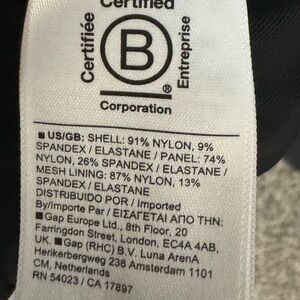 Certified
Certifiée
B
®
Entreprise
Corporation
■ US/GB: SHELL: 91% NYLON, 9%
SPANDEX / ELASTANE / PANEL: 74%
NYLON, 26% SPANDEX / ELASTANE /
MESH LINING: 87% NYLON, 13%
SPANDEX / ELASTANE
DISTRIBUIDO POR / Imported
By/Importe Par / ΕΙΣΑΓΕΤΑΙ ΑΠΟ ΤΗΝ:
■ Gap Europe Ltd., 8th Floor, 20
Farringdon Street, London, EC4A 4AB,
UK. ■ Gap (RHC) B.V. Luna ArenA
Herikerbergweg 238 Amsterdam 1101
CM, Netherlands
RN 54023 / CA 17897